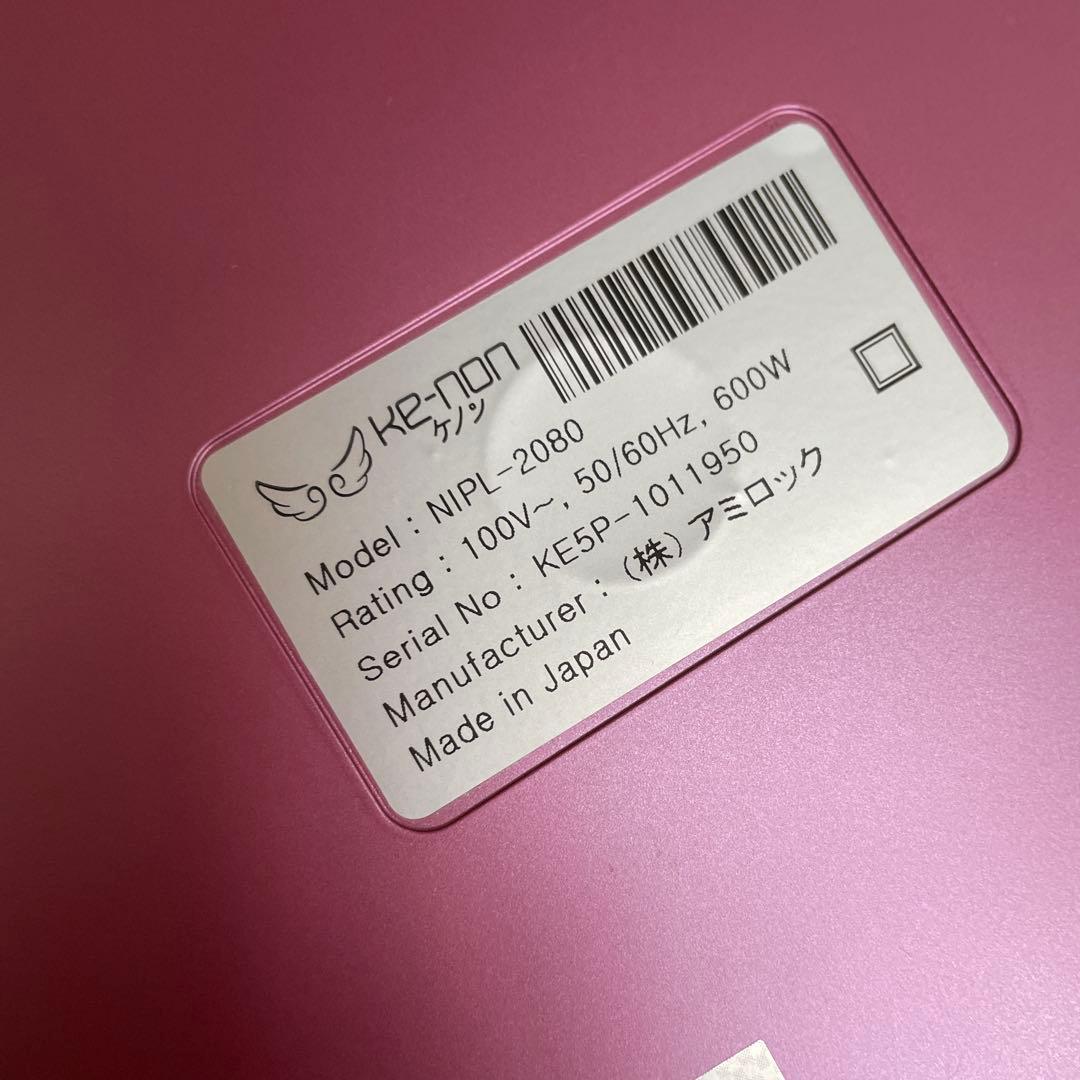 ke-non
ケノン
Model : NIPL-2080
Rating : 100V~, 50/60Hz, 600W
Serial No : KE5P-1011950
Manufacturer : (株) アミロック
Made in Japan